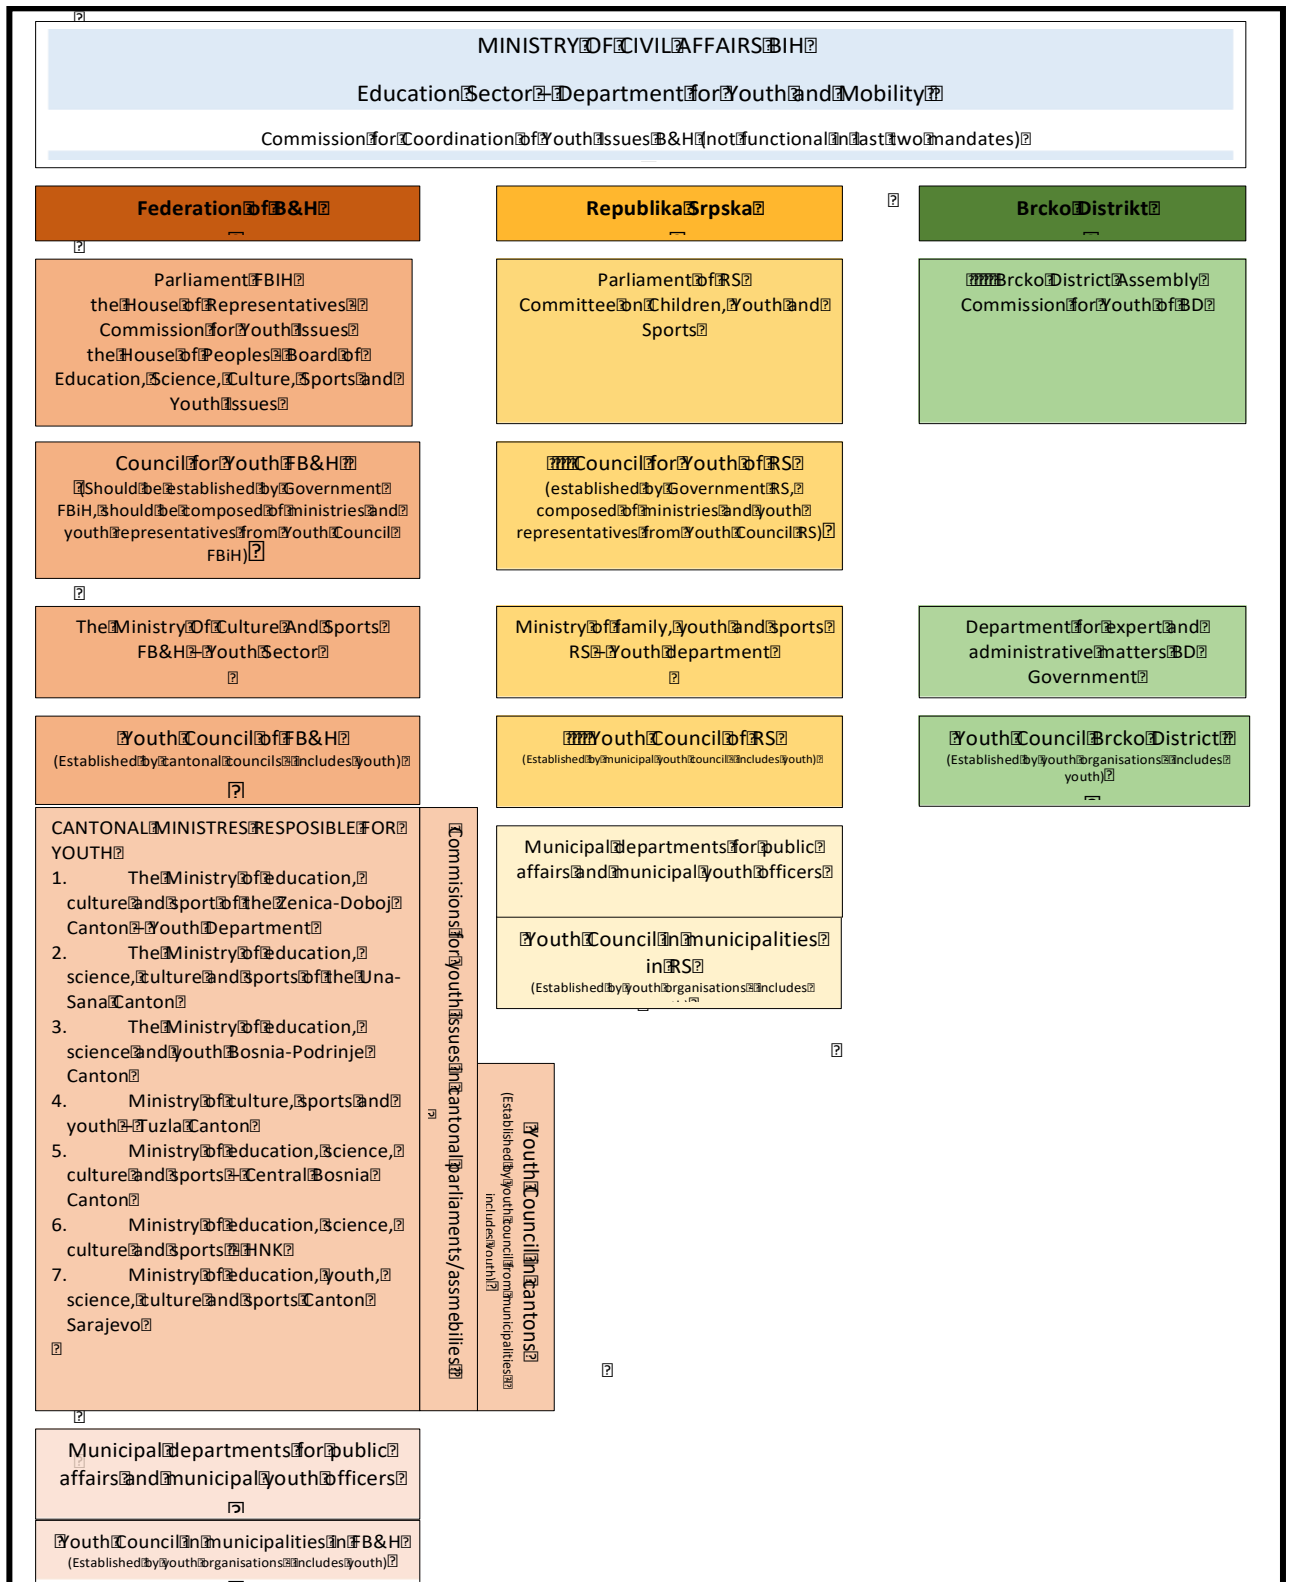 MINISTRY OF CIVIL AFFAIRS BIH
Education Sector – Department for Youth and Mobility
Commission for Coordination of Youth Issues B&H (not functional in last two mandates)
Federation of B&H
Republika Srpska
Brcko Distrikt
Parliament FBIH
the House of Representatives -
Commission for Youth Issues
the House of Peoples - Board of
Education, Science, Culture, Sports and
Youth Issues
Parliament of RS
Committee on Children, Youth and
Sports
Brcko District Assembly
Commission for Youth of BD
Council for Youth FB&H
(Should be established by Government
FBiH, should be composed of ministries and
youth representatives from Youth Council
FBiH)
Council for Youth of RS
(established by Government RS,
composed of ministries and youth
representatives from Youth Council RS)
The Ministry Of Culture And Sports
FB&H – Youth Sector
Ministry of family, youth and sports
RS – Youth department
Department for expert and
administrative matters BD
Government
Youth Council of FB&H
(Established by cantonal councils - includes youth)
Youth Council of RS
(Established by municipal youth council - includes youth)
Youth Council Brcko District
(Established by youth organisations - includes
youth)
CANTONAL MINISTRES RESPOSIBLE FOR
YOUTH
1. The Ministry of education,
culture and sport of the Zenica-Doboj
Canton – Youth Department
2. The Ministry of education,
science, culture and sports of the Una-
Sana Canton
3. The Ministry of education,
science and youth Bosnia-Podrinje
Canton
4. Ministry of culture, sports and
youth – Tuzla Canton
5. Ministry of education, science,
culture and sports – Central Bosnia
Canton
6. Ministry of education, science,
culture and sports - HNK
7. Ministry of education, youth,
science, culture and sports Canton
Sarajevo
Commisions for youth issues in cantonal parliaments/assmebilies
Youth Council in cantons
(Established by youth council from municipalities -
includes youth)
Municipal departments for public
affairs and municipal youth officers
Youth Council in municipalities
in RS
(Established by youth organisations - includes
Municipal departments for public
affairs and municipal youth officers
Youth Council in municipalities in FB&H
(Established by youth organisations - includes youth)